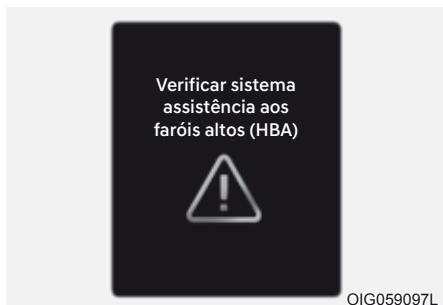 Verificar sistema
assistência aos
faróis altos (HBA)
OIG059097L